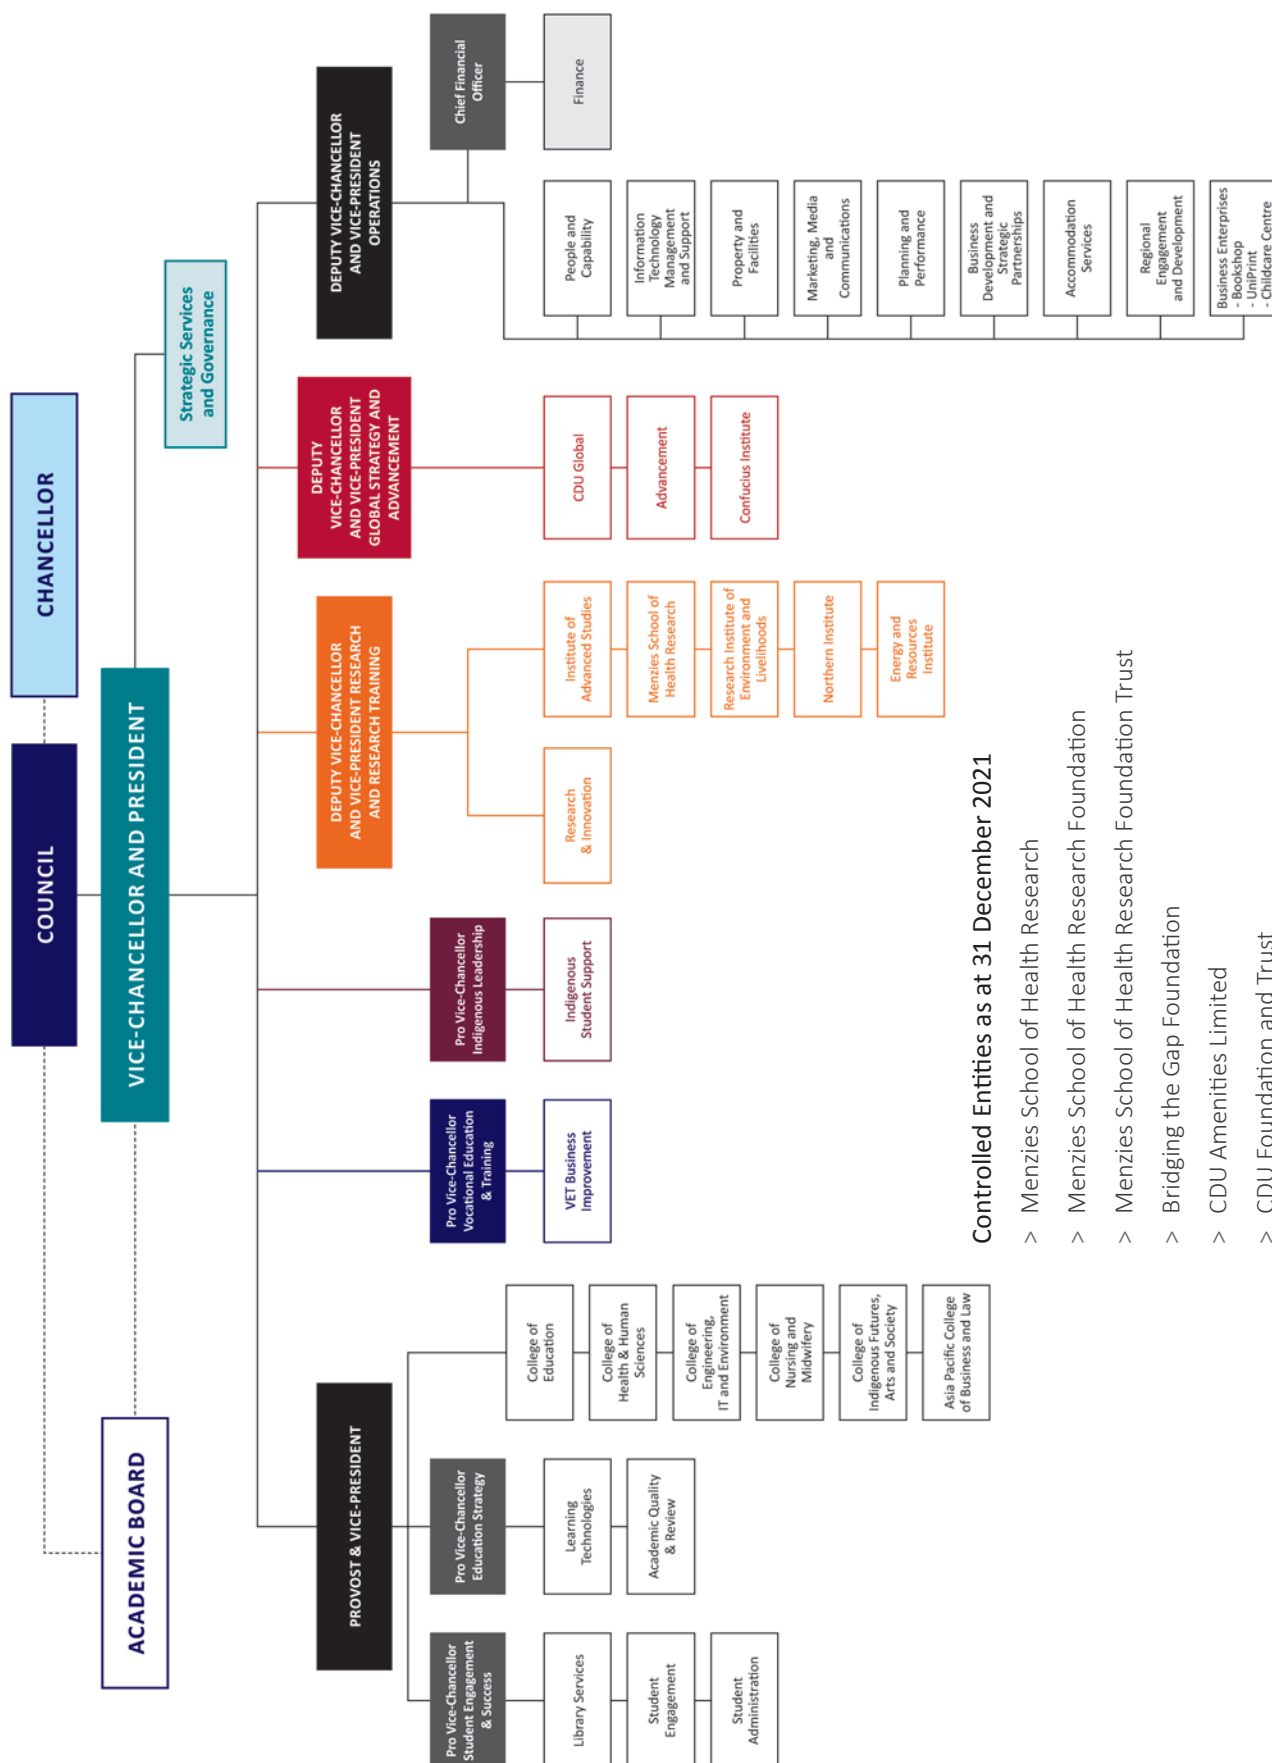 COUNCIL
CHANCELLOR
ACADEMIC BOARD
VICE-CHANCELLOR AND PRESIDENT
Strategic Services
and Governance
PROVOST & VICE-PRESIDENT
Pro Vice-Chancellor
Student Engagement
& Success
Library Services
Student
Engagement
Student
Administration
Pro Vice-Chancellor
Education Strategy
Learning
Technologies
Academic Quality
& Review
College of
Education
College of
Health & Human
Sciences
College of
Engineering,
IT and Environment
College of
Nursing and
Midwifery
College of
Indigenous Futures,
Arts and Society
Asia Pacific College
of Business and Law
Pro Vice-Chancellor
Vocational Education
& Training
VET Business
Improvement
Pro Vice-Chancellor
Indigenous Leadership
Indigenous
Student Support
DEPUTY VICE-CHANCELLOR
AND VICE-PRESIDENT RESEARCH
AND RESEARCH TRAINING
Research
& Innovation
Institute of
Advanced Studies
Menzies School of
Health Research
Research Institute of
Environment and
Livelihoods
Northern Institute
Energy and
Resources
Institute
DEPUTY
VICE-CHANCELLOR
AND VICE-PRESIDENT
GLOBAL STRATEGY AND
ADVANCEMENT
CDU Global
Advancement
Confucius Institute
DEPUTY VICE-CHANCELLOR
AND VICE-PRESIDENT
OPERATIONS
Chief Financial
Officer
Finance
People and
Capability
Information
Technology
Management
and Support
Property and
Facilities
Marketing, Media
and
Communications
Planning and
Performance
Business
Development and
Strategic
Partnerships
Accommodation
Services
Regional
Engagement
and Development
Business Enterprises
- Bookshop
- UniPrint
- Childcare Centre
Controlled Entities as at 31 December 2021
> Menzies School of Health Research
> Menzies School of Health Research Foundation
> Menzies School of Health Research Foundation Trust
> Bridging the Gap Foundation
> CDU Amenities Limited
> CDU Foundation and Trust